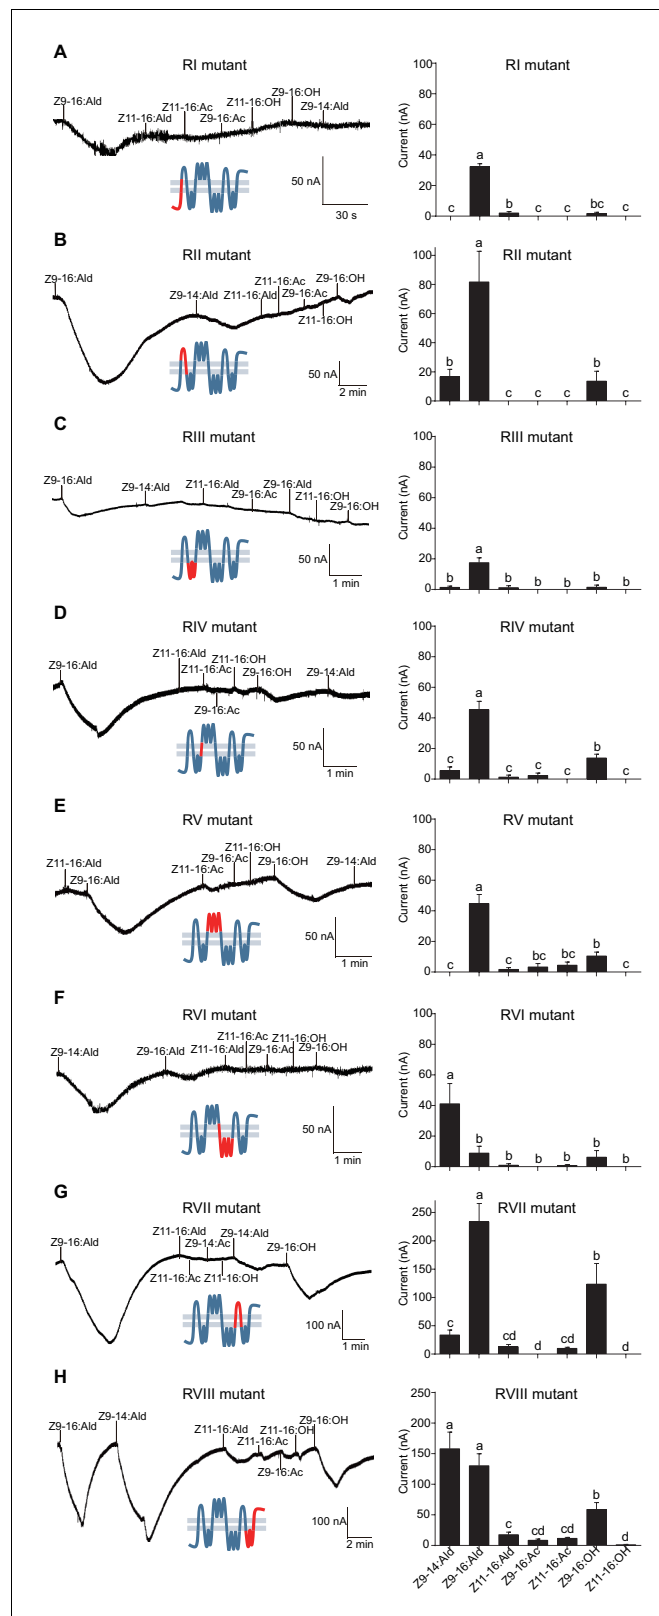 A
RI mutant
Z9-16:Ald
Z11-16:Ald
Z11-16:Ac
Z9-16:Ac
Z11-16:OH
Z9-16:OH
Z9-14:Ald
50 nA
30 s
RI mutant
Current (nA)
100
80
60
40
20
0
c a b c c bc c
B
RII mutant
Z9-16:Ald
Z9-14:Ald
Z11-16:Ald
Z11-16:Ac
Z9-16:Ac
Z11-16:OH
Z9-16:OH
50 nA
2 min
RII mutant
Current (nA)
100
80
60
40
20
0
b a c c c b c
C
RIII mutant
Z9-16:Ald
Z9-14:Ald
Z11-16:Ald
Z9-16:Ac
Z9-16:Ald
Z11-16:OH
Z9-16:OH
50 nA
1 min
RIII mutant
Current (nA)
100
80
60
40
20
0
b a b b b b b
D
RIV mutant
Z9-16:Ald
Z11-16:Ald
Z11-16:Ac
Z9-16:Ac
Z11-16:OH
Z9-16:OH
Z9-14:Ald
50 nA
1 min
RIV mutant
Current (nA)
100
80
60
40
20
0
c a c c c b c
E
RV mutant
Z11-16:Ald
Z9-16:Ald
Z11-16:Ac
Z9-16:Ac
Z11-16:OH
Z9-16:OH
Z9-14:Ald
50 nA
1 min
RV mutant
Current (nA)
100
80
60
40
20
0
c a c bc bc b c
F
RVI mutant
Z9-14:Ald
Z9-16:Ald
Z11-16:Ald
Z11-16:Ac
Z9-16:Ac
Z11-16:OH
Z9-16:OH
50 nA
1 min
RVI mutant
Current (nA)
100
80
60
40
20
0
a b b b b b b
G
RVII mutant
Z9-16:Ald
Z11-16:Ald
Z11-16:Ac
Z9-14:Ac
Z11-16:OH
Z9-14:Ald
Z9-16:OH
100 nA
1 min
RVII mutant
Current (nA)
250
200
150
100
50
0
c a cd d cd b d
H
RVIII mutant
Z9-16:Ald
Z9-14:Ald
Z11-16:Ald
Z11-16:Ac
Z9-16:Ac
Z11-16:OH
Z9-16:OH
100 nA
2 min
RVIII mutant
Current (nA)
250
200
150
100
50
0
a a c cd cd b d
Z9-14:Ald
Z9-16:Ald
Z11-16:Ald
Z9-16:Ac
Z11-16:Ac
Z9-16:OH
Z11-16:OH